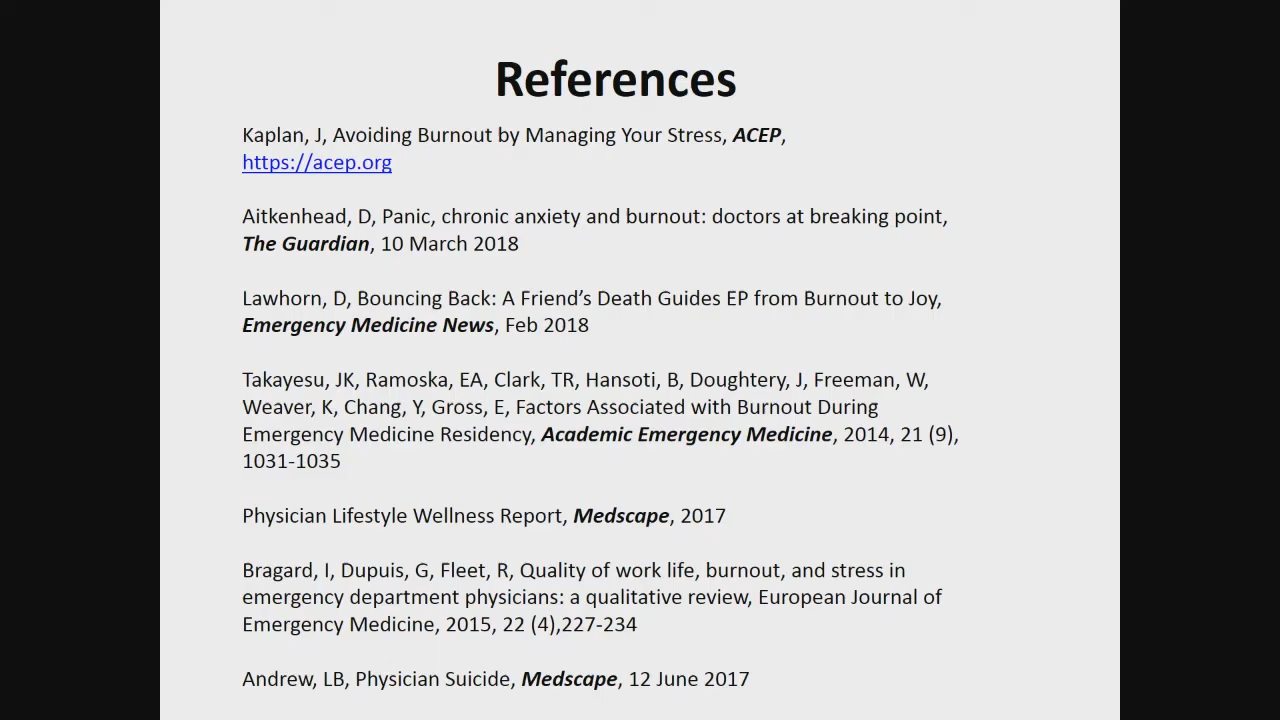 References
Kaplan, J, Avoiding Burnout by Managing Your Stress, ACEP,
https://acep.org
Aitkenhead, D, Panic, chronic anxiety and burnout: doctors at breaking point,
The Guardian, 10 March 2018
Lawhorn, D, Bouncing Back: A Friend’s Death Guides EP from Burnout to Joy,
Emergency Medicine News, Feb 2018
Takayesu, JK, Ramoska, EA, Clark, TR, Hansoti, B, Doughtery, J, Freeman, W,
Weaver, K, Chang, Y, Gross, E, Factors Associated with Burnout During
Emergency Medicine Residency, Academic Emergency Medicine, 2014, 21 (9),
1031-1035
Physician Lifestyle Wellness Report, Medscape, 2017
Bragard, I, Dupuis, G, Fleet, R, Quality of work life, burnout, and stress in
emergency department physicians: a qualitative review, European Journal of
Emergency Medicine, 2015, 22 (4),227-234
Andrew, LB, Physician Suicide, Medscape, 12 June 2017